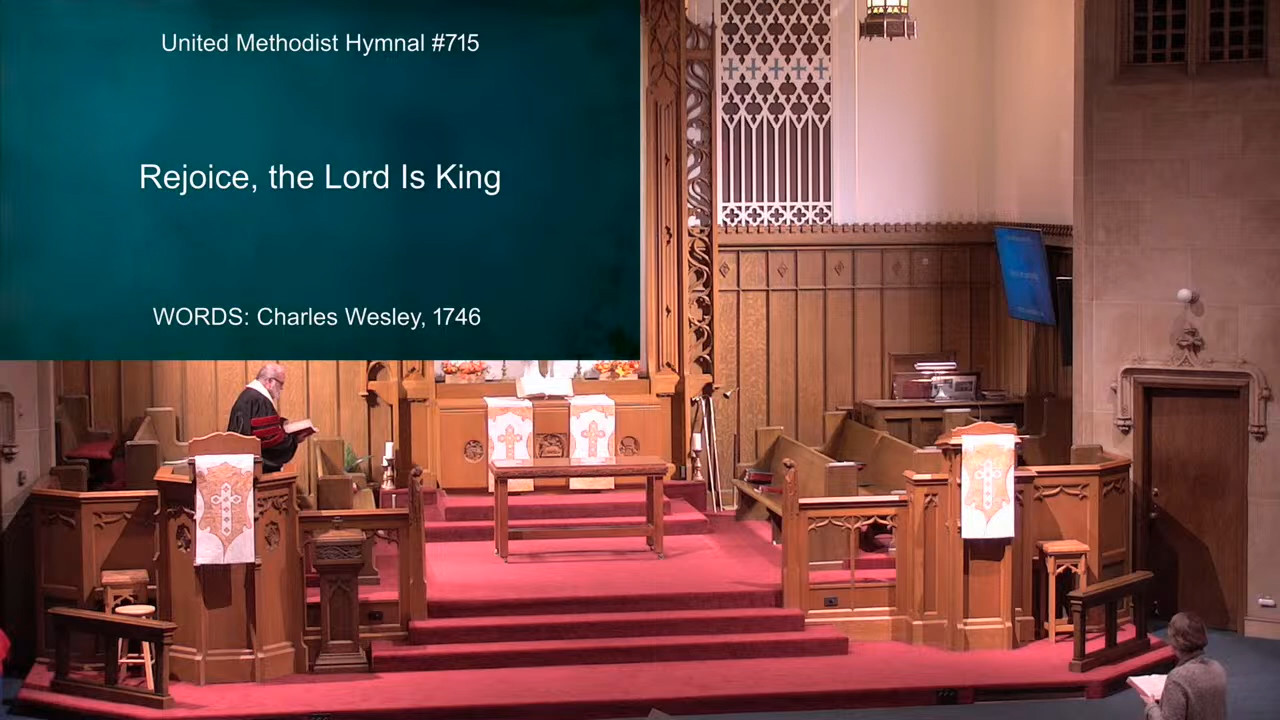 United Methodist Hymnal #715
Rejoice, the Lord Is King
WORDS: Charles Wesley, 1746